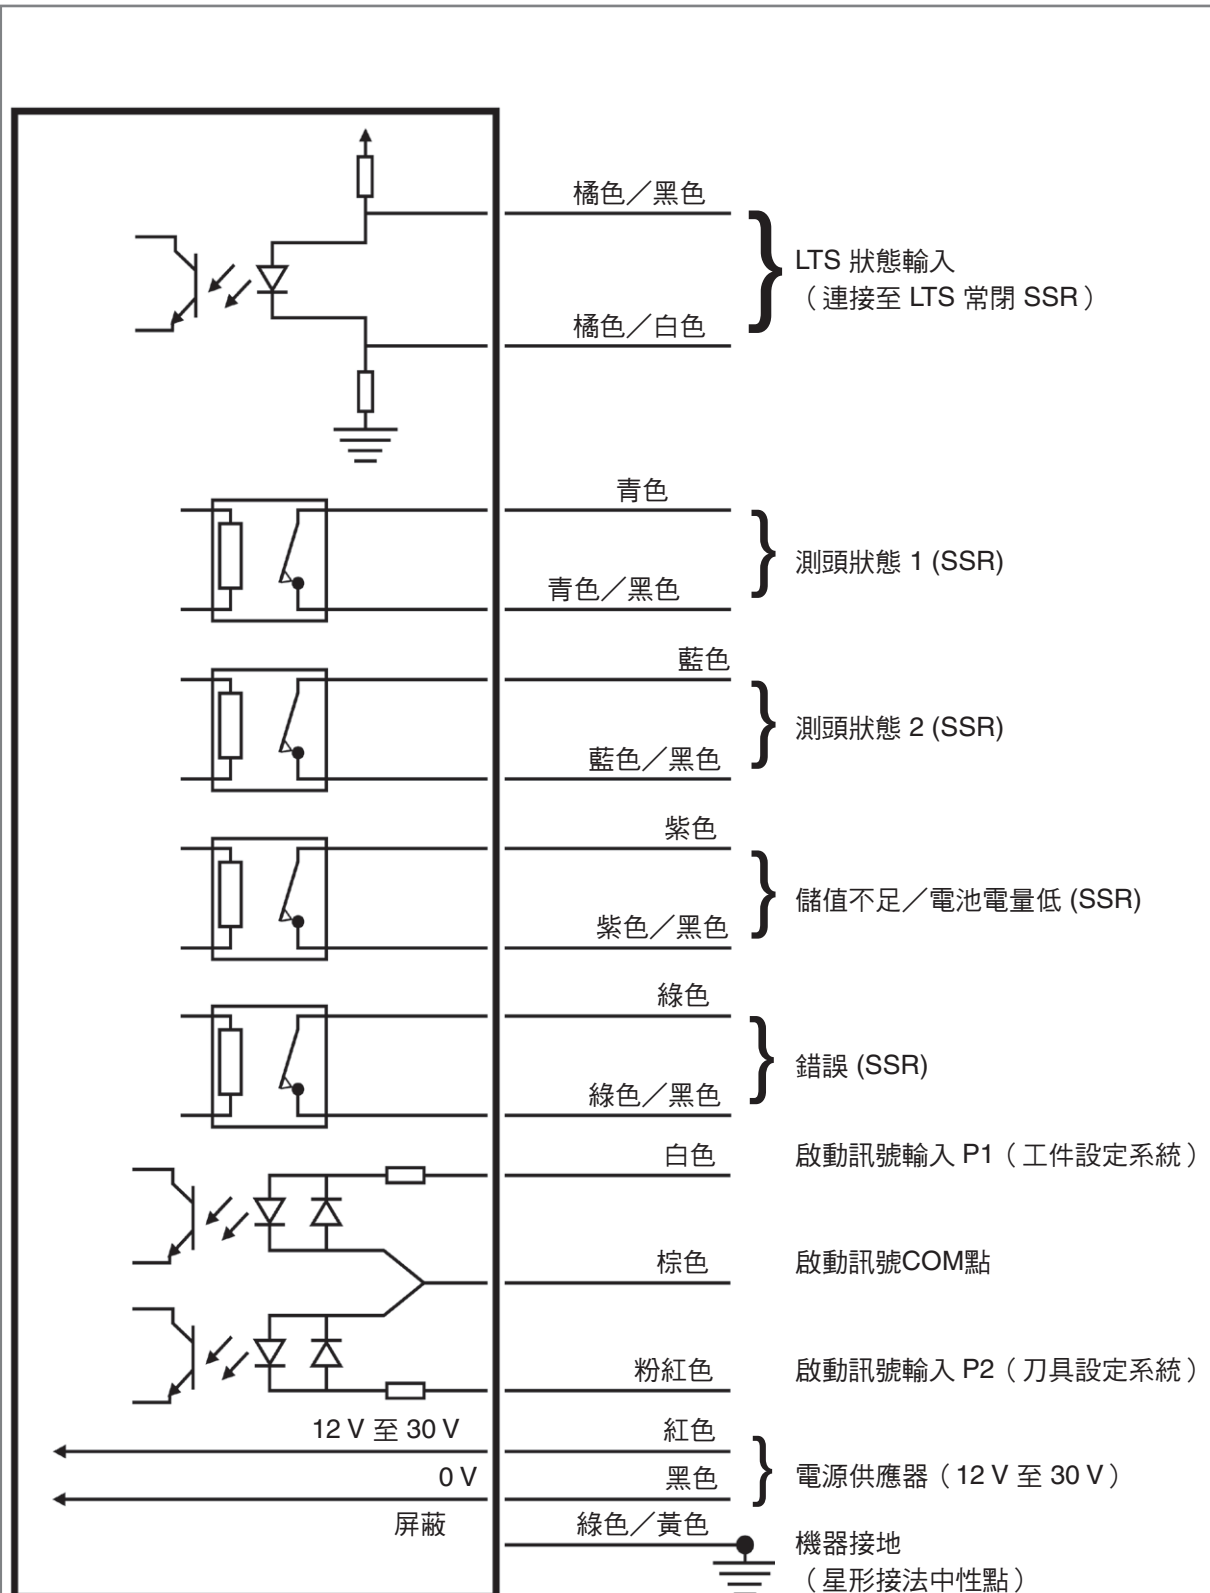 橘色／黑色
LTS 狀態輸入
（連接至 LTS 常閉 SSR）
橘色／白色
青色
測頭狀態 1 (SSR)
青色／黑色
藍色
測頭狀態 2 (SSR)
藍色／黑色
紫色
儲值不足／電池電量低 (SSR)
紫色／黑色
綠色
錯誤 (SSR)
綠色／黑色
白色
啟動訊號輸入 P1（工件設定系統）
棕色
啟動訊號COM點
粉紅色
啟動訊號輸入 P2（刀具設定系統）
12 V 至 30 V
紅色
0 V
黑色
電源供應器（12 V 至 30 V）
屏蔽
綠色／黃色
機器接地
（星形接法中性點）